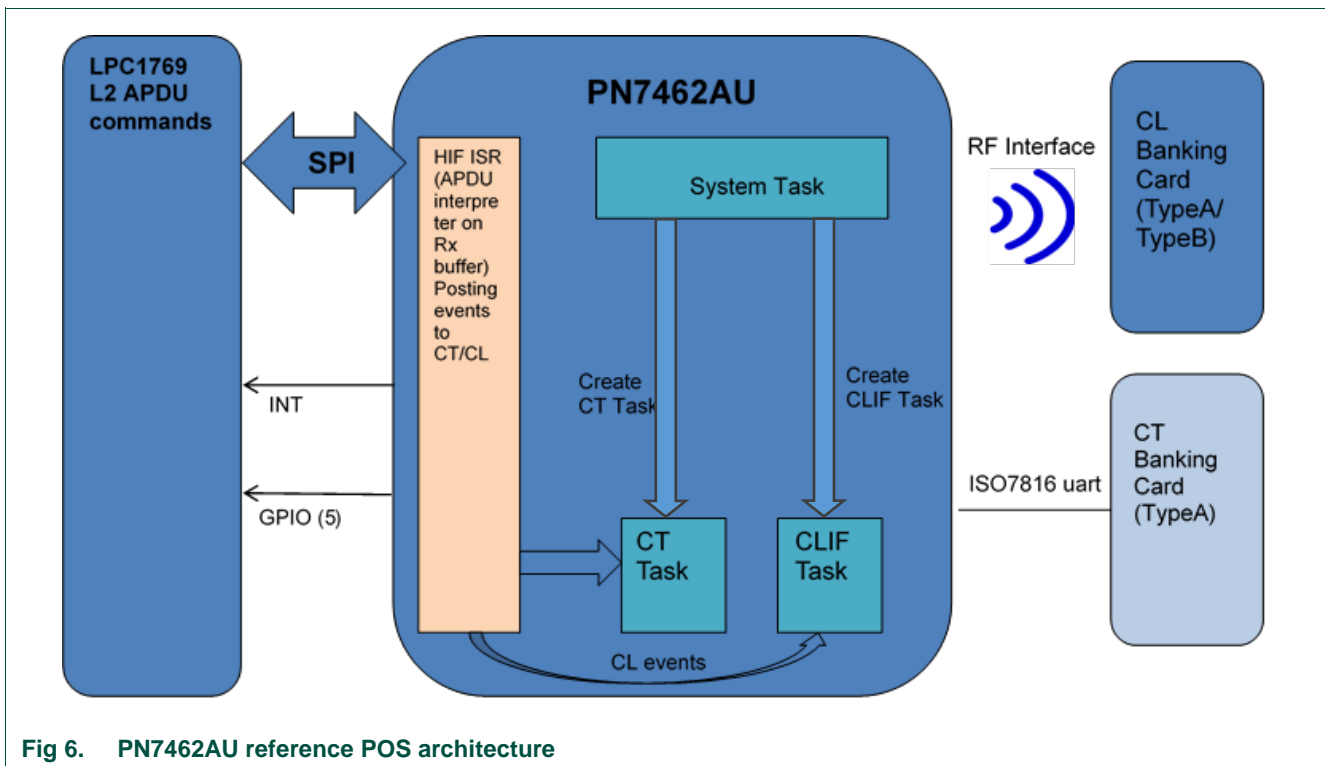 LPC1769
L2 APDU
commands
SPI
INT
GPIO (5)
PN7462AU
HIF ISR
(APDU
interpre
ter on
Rx
buffer)
Posting
events
to
CT/CL
System Task
Create
CT Task
Create
CLIF Task
CT
Task
CLIF
Task
CL events
RF Interface
ISO7816 uart
CL
Banking
Card
(TypeA/
TypeB)
CT
Banking
Card
(TypeA)
Fig 6. PN7462AU reference POS architecture